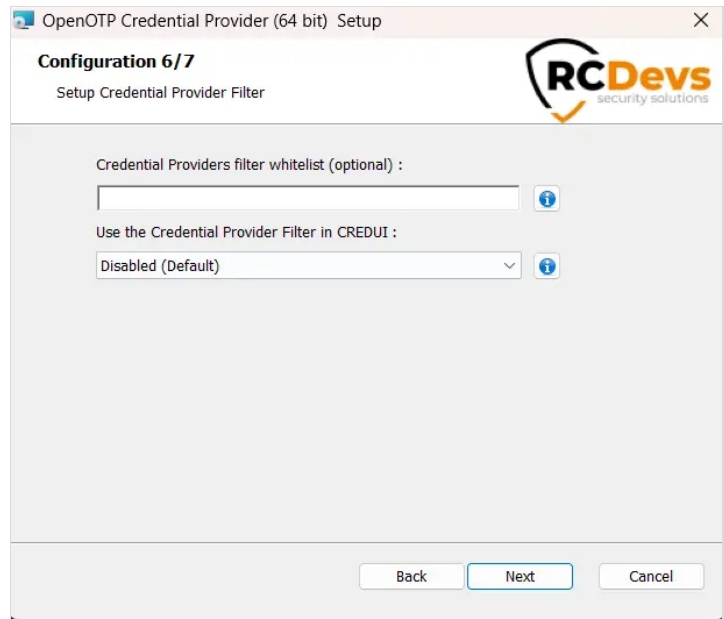 OpenOTP Credential Provider (64 bit) Setup
Configuration 6/7
Setup Credential Provider Filter
RCDevs
security solutions
Credential Providers filter whitelist (optional) :
Use the Credential Provider Filter in CREDUI :
Disabled (Default)
Back
Next
Cancel